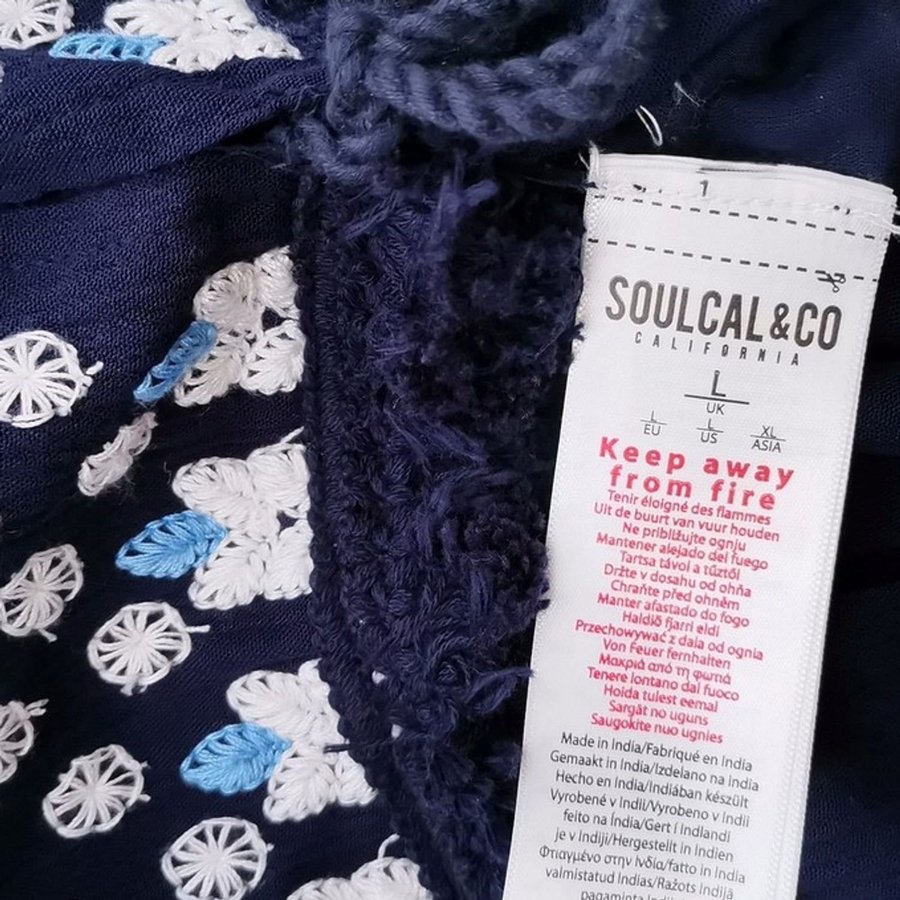 1
SOULCAL&CO
CALIFORNIA
L
UK
L L XL
EU US ASIA
Keep away
from fire
Tenir éloigné des flammes
Uit de buurt van vuur houden
Ne približujte ognju
Mantener alejado del fuego
Tartsa távol a tűztől
Držte v dosahu od ohňa
Chraňte před ohněm
Manter afastado do fogo
Haldið fjarri eldi
Przechowywać z dala od ognia
Von Feuer fernhalten
Μακριά από τη φωτιά
Tenere lontano dal fuoco
Hoida tulest eemal
Sargāt no uguns
Saugokite nuo ugnies
Made in India/Fabriqué en India
Gemaakt in India/Izdelano na India
Hecho en India/Indiában készült
Vyrobené v Indii/Vyrobeno v Indii
feito na Índia/Gert í Indlandi
je v Indiji/Hergestellt in Indien
Φτιαγμένο στην Ινδία/fatto in India
valmistatud Indias/Ražots Indijā
pagaminta Indi